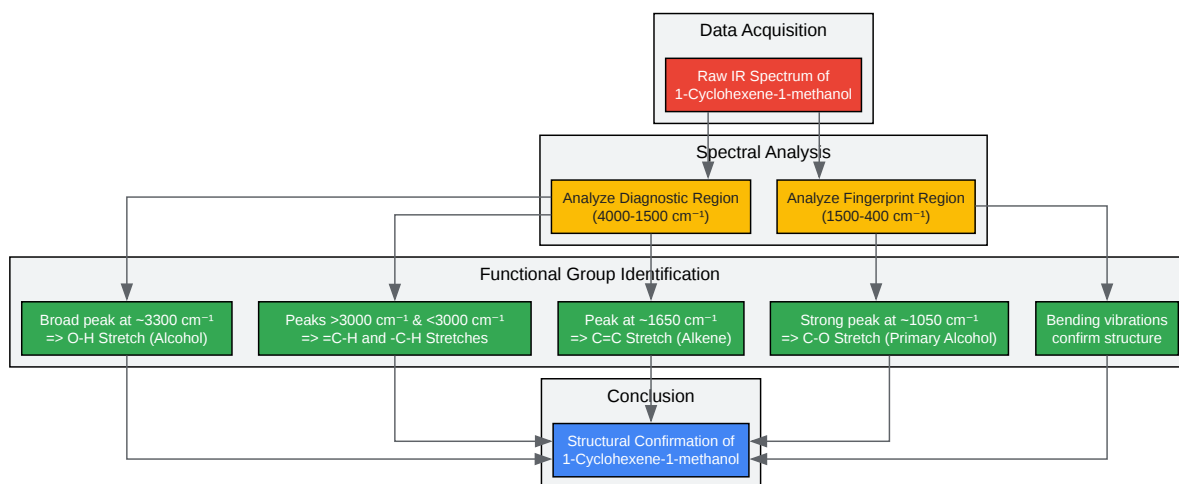 Data Acquisition
Raw IR Spectrum of
1-Cyclohexene-1-methanol
Spectral Analysis
Analyze Diagnostic Region
(4000-1500 cm⁻¹)
Analyze Fingerprint Region
(1500-400 cm⁻¹)
Functional Group Identification
Broad peak at ~3300 cm⁻¹
=> O-H Stretch (Alcohol)
Peaks >3000 cm⁻¹ & <3000 cm⁻¹
=> =C-H and -C-H Stretches
Peak at ~1650 cm⁻¹
=> C=C Stretch (Alkene)
Strong peak at ~1050 cm⁻¹
=> C-O Stretch (Primary Alcohol)
Bending vibrations
confirm structure
Conclusion
Structural Confirmation of
1-Cyclohexene-1-methanol